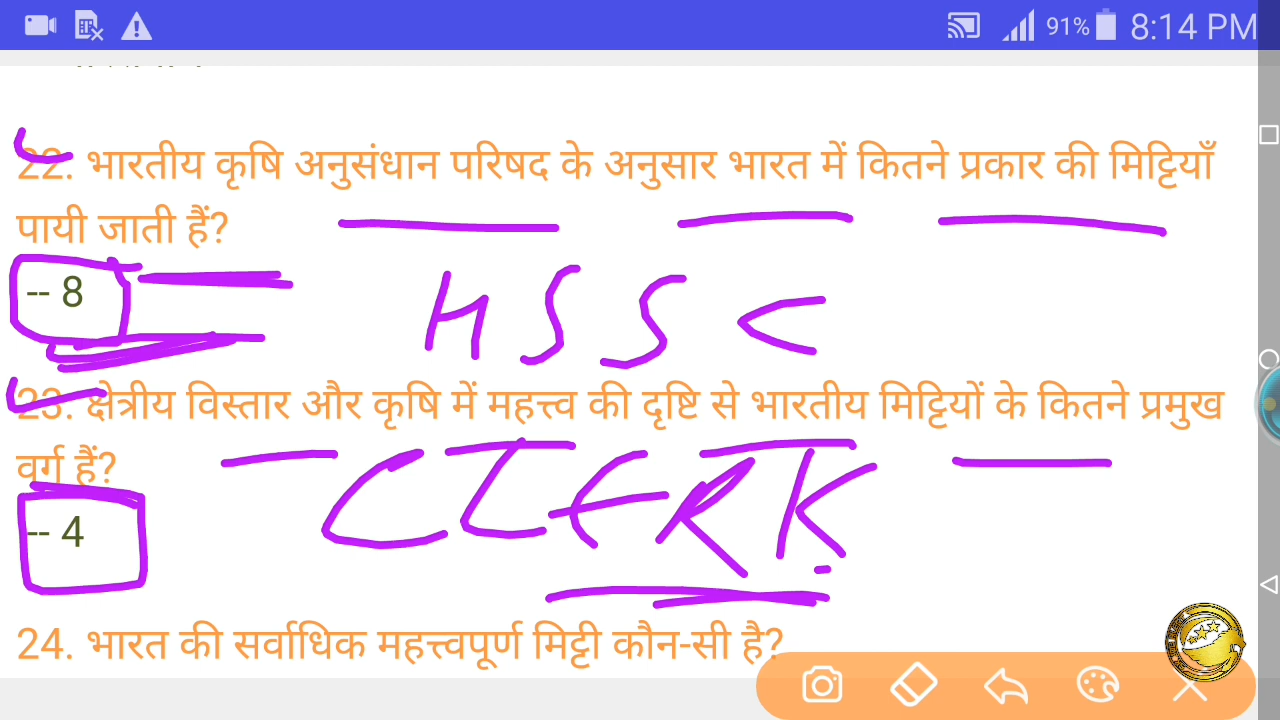 91% 8:14 PM
22. भारतीय कृषि अनुसंधान परिषद के अनुसार भारत में कितने प्रकार की मिट्टियाँ
पायी जाती हैं?
-- 8
HSSC
23. क्षेत्रीय विस्तार और कृषि में महत्त्व की दृष्टि से भारतीय मिट्टियों के कितने प्रमुख
वर्ग हैं?
CLERK
-- 4
24. भारत की सर्वाधिक महत्त्वपूर्ण मिट्टी कौन-सी है?